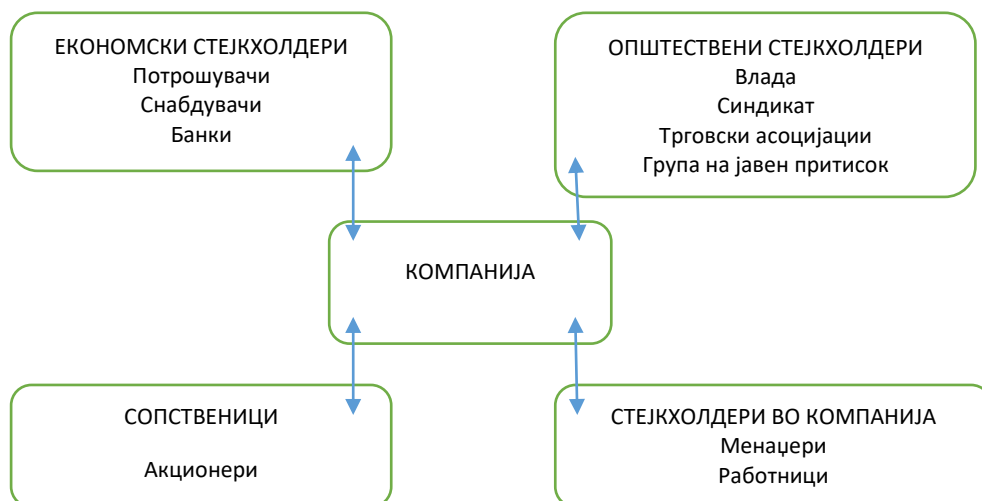 ЕКОНОМСКИ СТЕЈКХОЛДЕРИ
Потрошувачи
Снабдувачи
Банки
ОПШТЕСТВЕНИ СТЕЈКХОЛДЕРИ
Влада
Синдикат
Трговски асоцијации
Група на јавен притисок
КОМПАНИЈА
СОПСТВЕНИЦИ
Акционери
СТЕЈКХОЛДЕРИ ВО КОМПАНИЈА
Менаџери
Работници